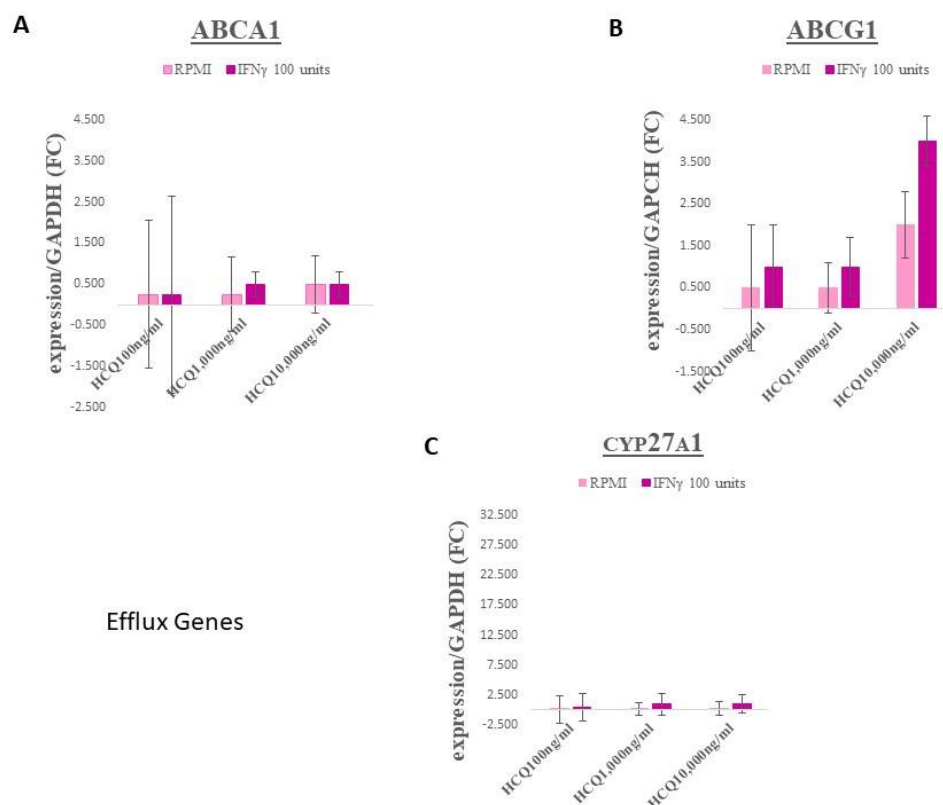 A
ABCA1
RPMI IFNγ 100 units
expression/GAPDH (FC)
4.500
3.500
2.500
1.500
0.500
-0.500
-1.500
-2.500
HCQ100ng/ml
HCQ1,000ng/ml
HCQ10,000ng/ml
B
ABCG1
RPMI IFNγ 100 units
expression/GAPCH (FC)
4.500
3.500
2.500
1.500
0.500
-0.500
-1.500
HCQ100ng/ml
HCQ1,000ng/ml
HCQ10,000ng/ml
Efflux Genes
C
CYP27A1
RPMI IFNγ 100 units
expression/GAPDH (FC)
32.500
27.500
22.500
17.500
12.500
7.500
2.500
-2.500
HCQ100ng/ml
HCQ1,000ng/ml
HCQ10,000ng/ml